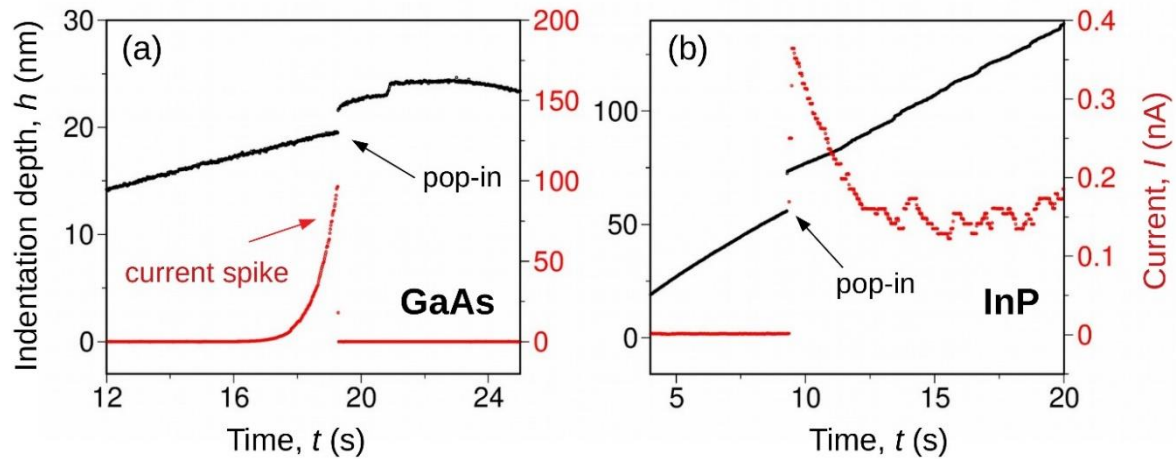 Indentation depth, h (nm)
30
20
10
0
(a)
pop-in
current spike
GaAs
200
150
100
50
0
12
16
20
24
Time, t (s)
100
50
0
(b)
pop-in
InP
0.4
0.3
0.2
0.1
0
Current, I (nA)
5
10
15
20
Time, t (s)